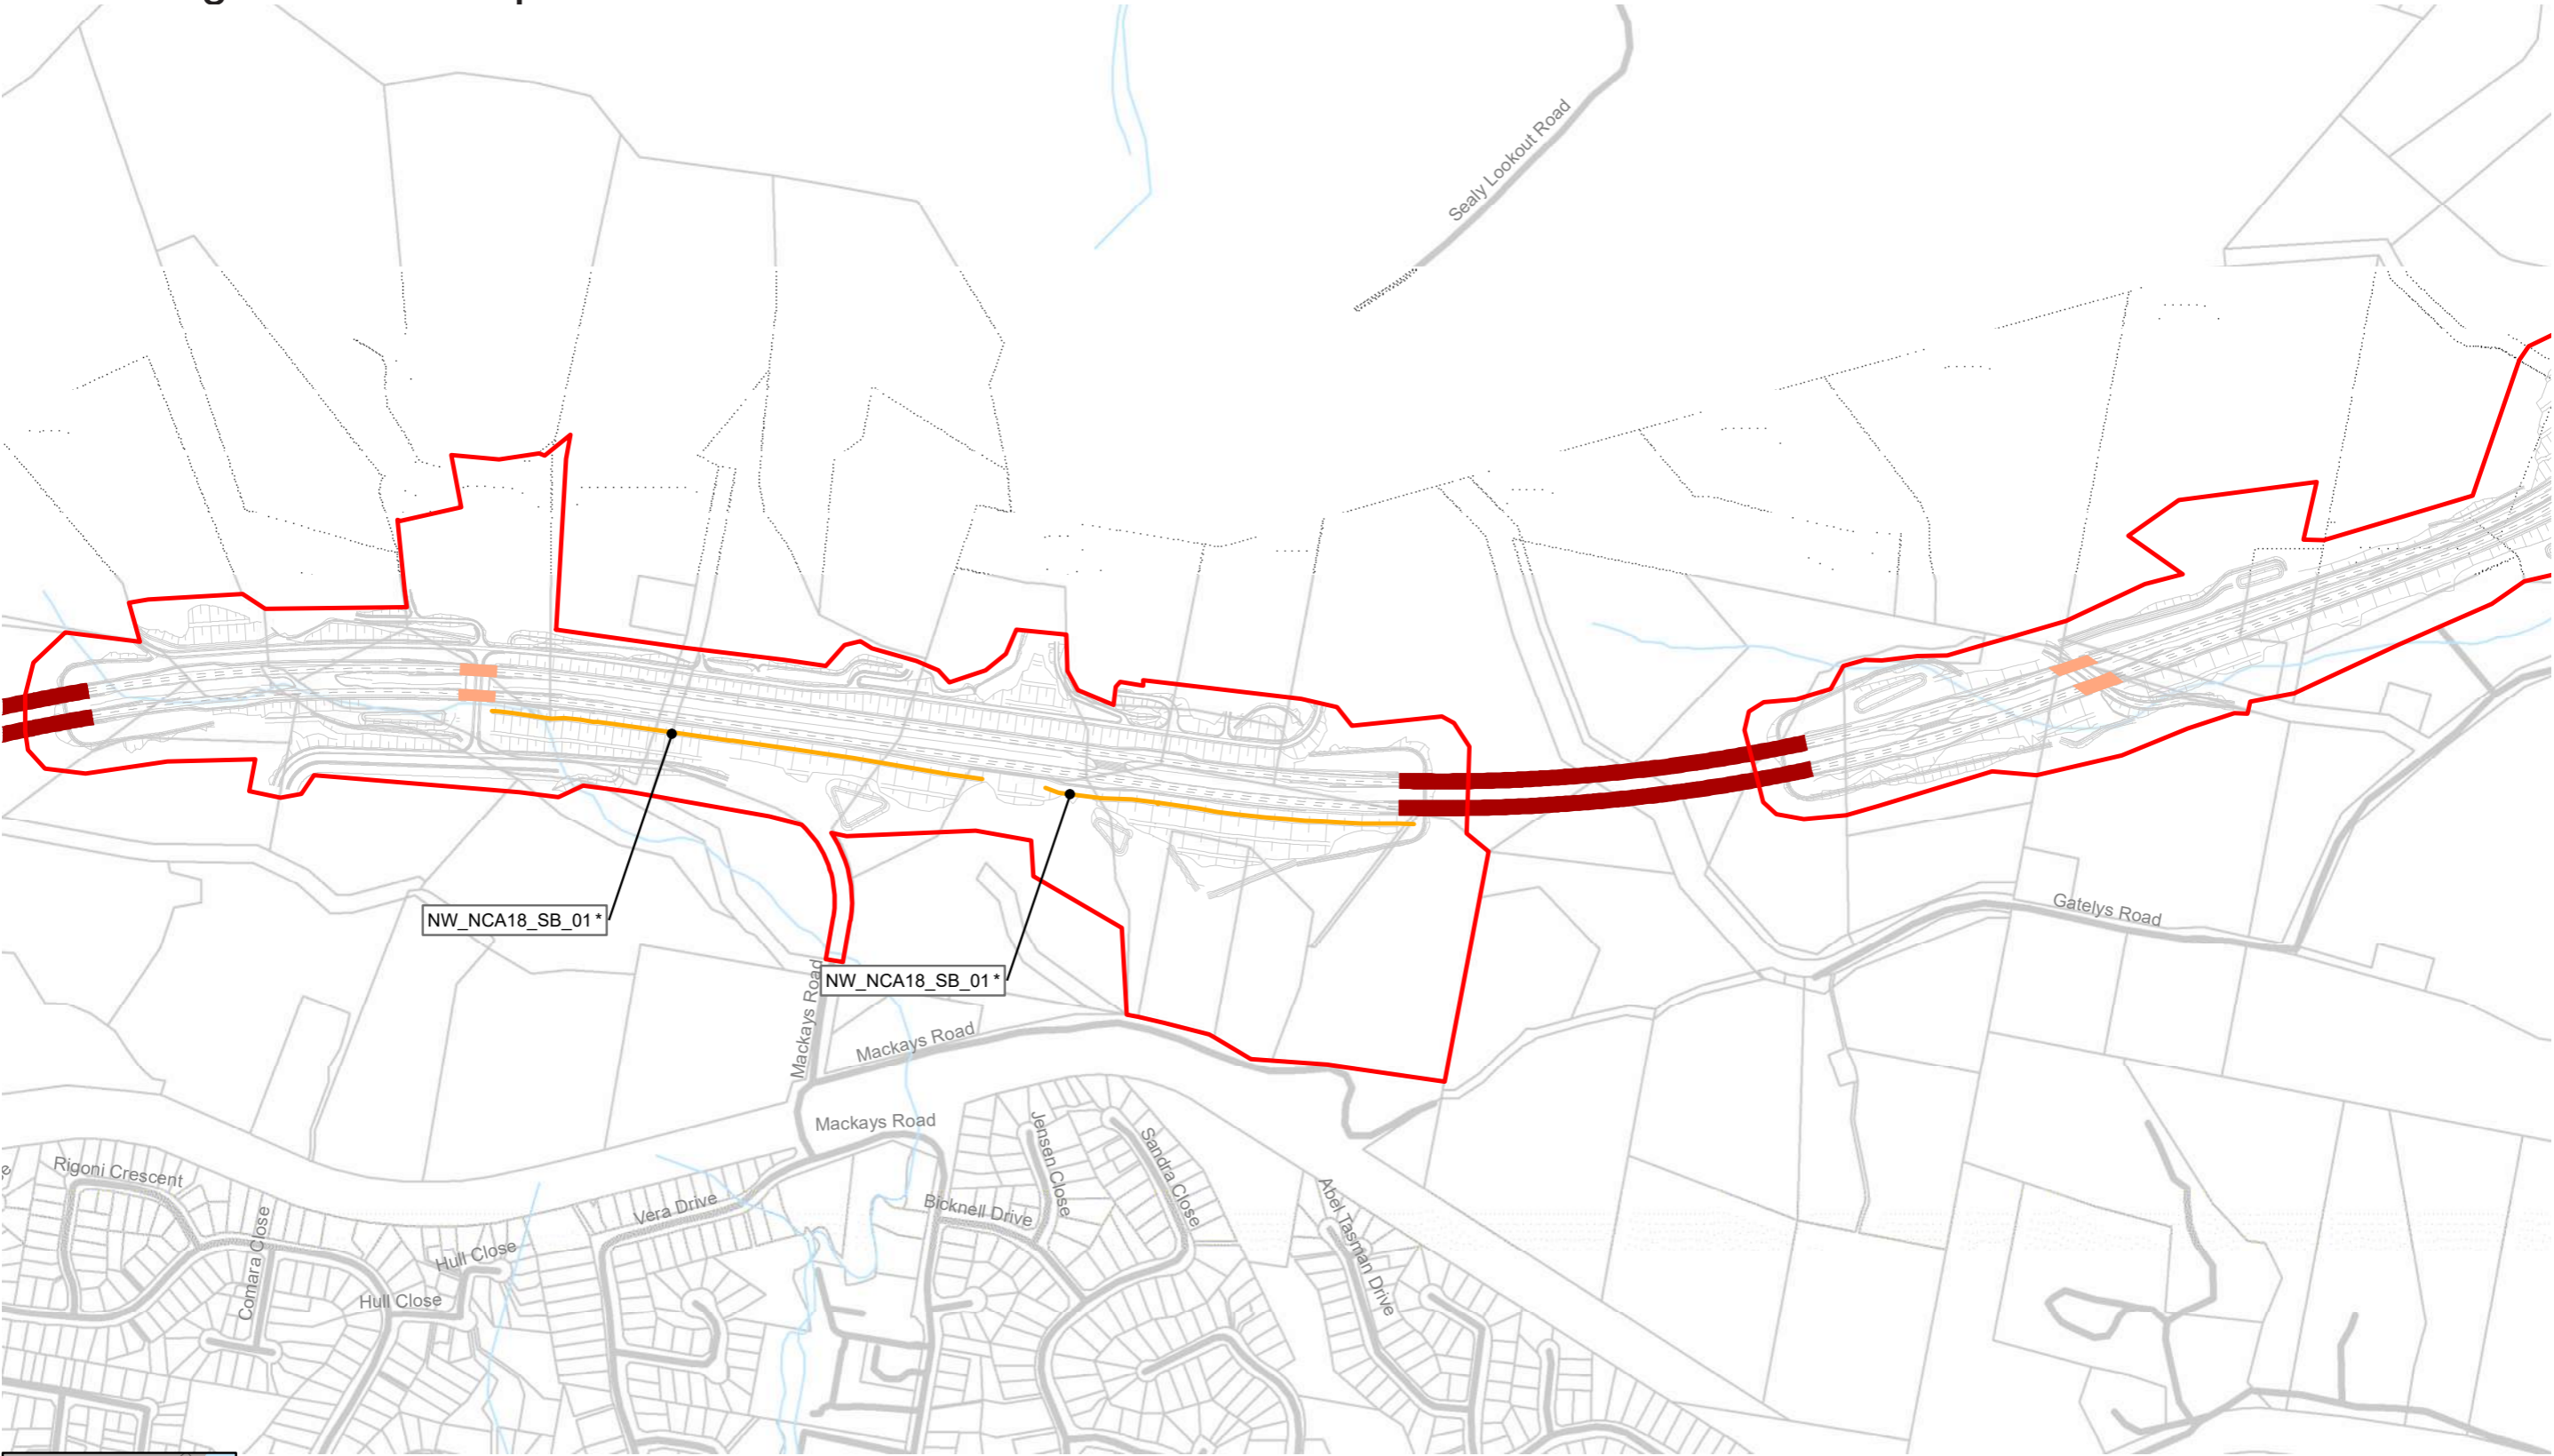 Sealy Lookout Road
NW_NCA18_SB_01*
Gatelys Road
NW_NCA18_SB_01*
Mackays Road
Mackays Road
Mackays Road
Jensen Close
Sandra Close
Rigoni Crescent
Abel Tasman Drive
Vera Drive
Bicknell Drive
Comara Close
Hull Close
Hull Close